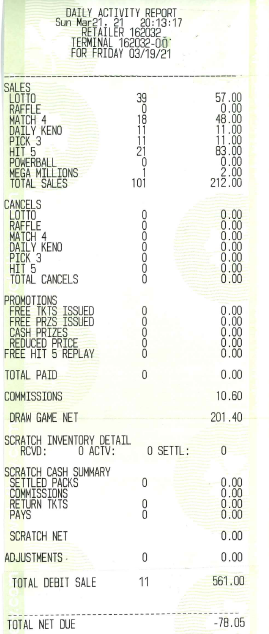 DAILY ACTIVITY REPORT
Sun Mar21, 21 20:13:17
RETAILER 162032
TERMINAL 162032-00
FOR FRIDAY 03/19/21
SALES
LOTTO 39 57.00
RAFFLE 0 0.00
MATCH 4 18 48.00
DAILY KENO 11 11.00
PICK 3 11 11.00
HIT 5 21 83.00
POWERBALL 0 0.00
MEGA MILLIONS 1 2.00
TOTAL SALES 101 212.00
CANCELS
LOTTO 0 0.00
RAFFLE 0 0.00
MATCH 4 0 0.00
DAILY KENO 0 0.00
PICK 3 0 0.00
HIT 5 0 0.00
TOTAL CANCELS 0 0.00
PROMOTIONS
FREE TKTS ISSUED 0 0.00
FREE PRZS ISSUED 0 0.00
CASH PRIZES 0 0.00
REDUCED PRICE 0 0.00
FREE HIT 5 REPLAY 0 0.00
TOTAL PAID 0 0.00
COMMISSIONS 10.60
DRAW GAME NET 201.40
SCRATCH INVENTORY DETAIL
RCVD: 0 ACTV: 0 SETTL: 0
SCRATCH CASH SUMMARY
SETTLED PACKS 0 0.00
COMMISSIONS 0.00
RETURN TKTS 0 0.00
PAYS 0 0.00
SCRATCH NET 0.00
ADJUSTMENTS 0 0.00
TOTAL DEBIT SALE 11 561.00
TOTAL NET DUE -78.05